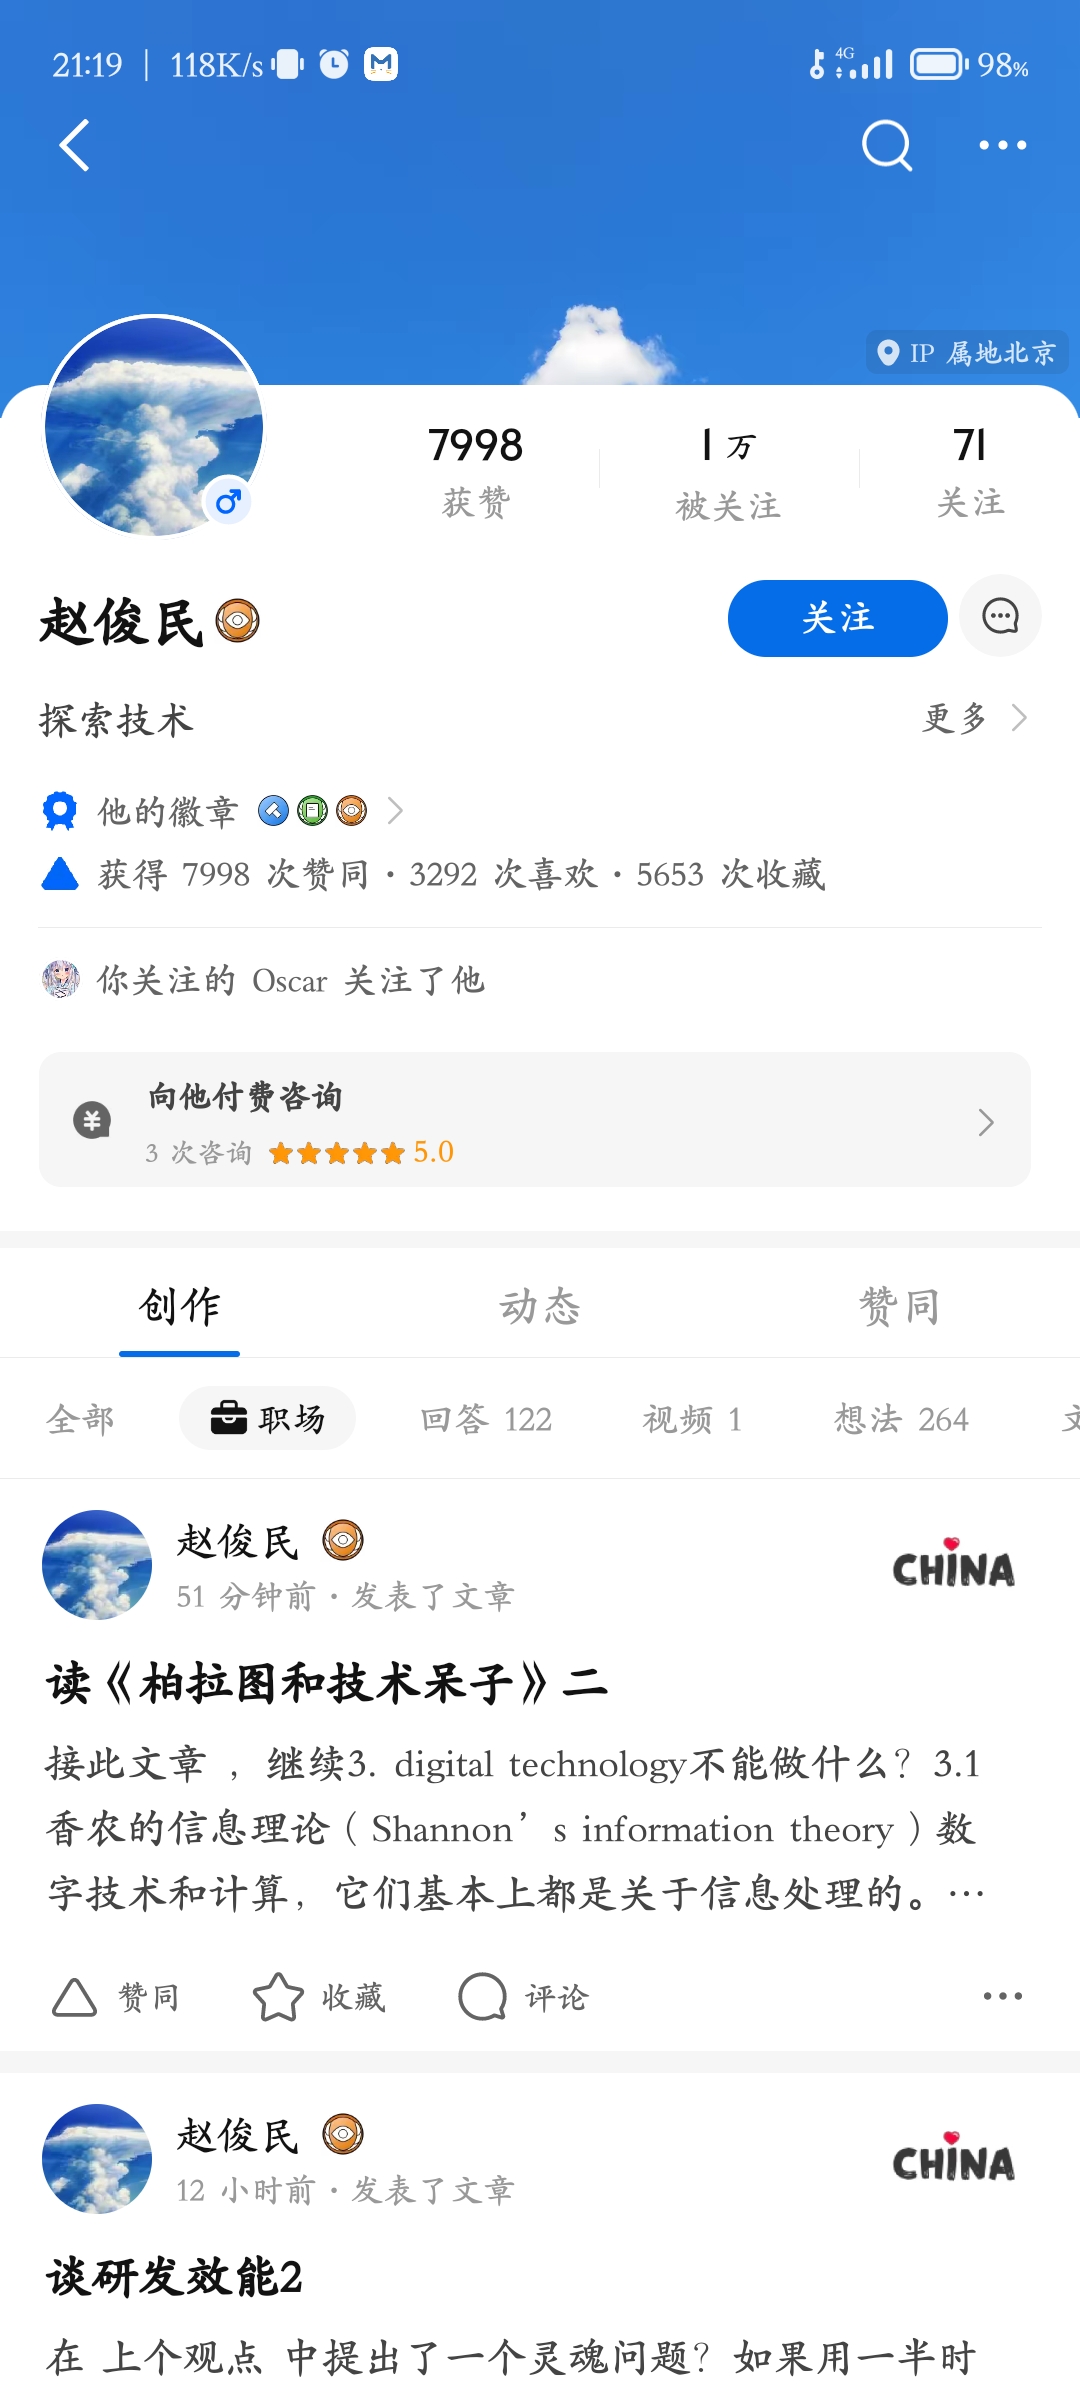 21:19 | 118K/s 4G 98%
IP 属地北京
7998 1 万 71
获赞 被关注 关注
赵俊民 关注
探索技术 更多
他的徽章
获得 7998 次赞同 · 3292 次喜欢 · 5653 次收藏
你关注的 Oscar 关注了他
向他付费咨询
3 次咨询 5.0
创作 动态 赞同
全部 职场 回答 122 视频 1 想法 264
赵俊民
51 分钟前 · 发表了文章
CHINA
读《柏拉图和技术呆子》二
接此文章 ，继续3. digital technology不能做什么？3.1
香农的信息理论（Shannon’s information theory）数
字技术和计算，它们基本上都是关于信息处理的。…
赞同 收藏 评论
赵俊民
12 小时前 · 发表了文章
CHINA
谈研发效能2
在 上个观点 中提出了一个灵魂问题？如果用一半时